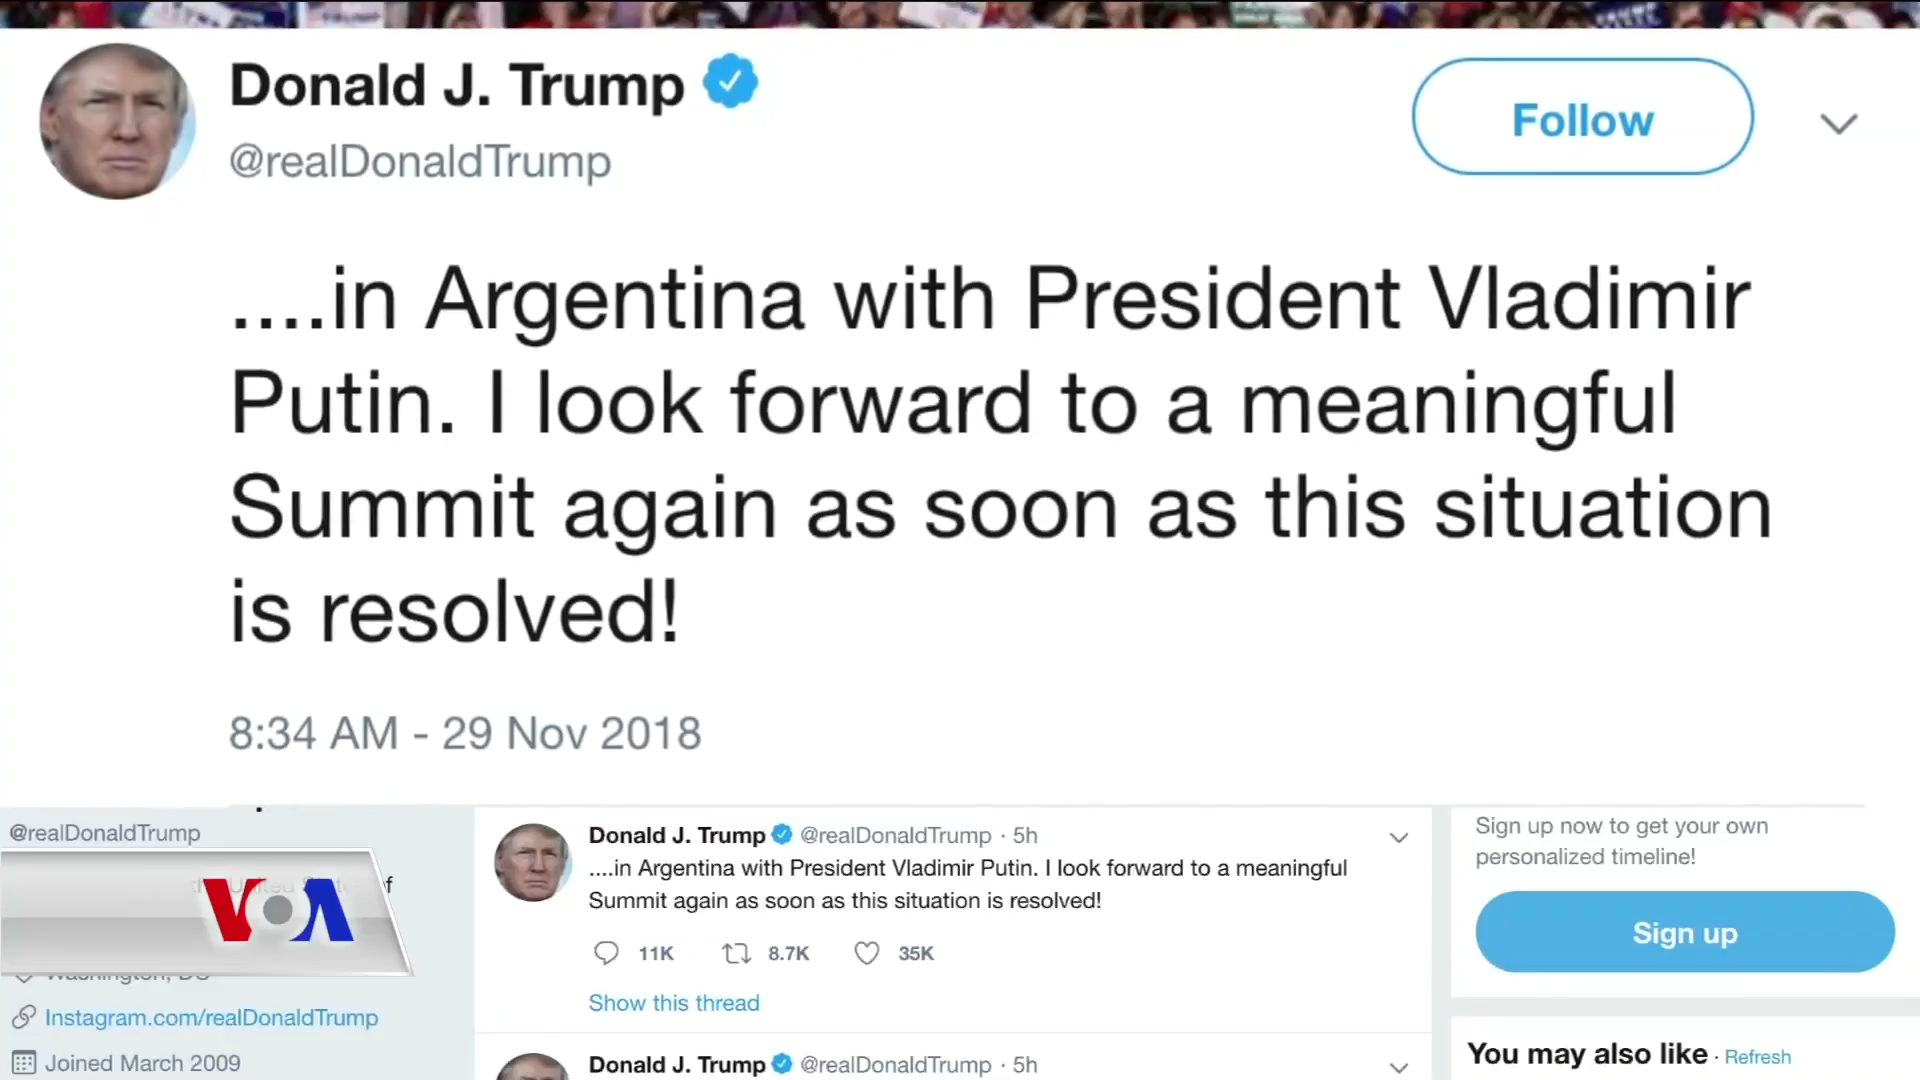 Donald J. Trump
@realDonaldTrump
Follow
....in Argentina with President Vladimir
Putin. I look forward to a meaningful
Summit again as soon as this situation
is resolved!
8:34 AM - 29 Nov 2018
@realDonaldTrump
VOA
Instagram.com/realDonaldTrump
Joined March 2009
Donald J. Trump @realDonaldTrump · 5h
....in Argentina with President Vladimir Putin. I look forward to a meaningful
Summit again as soon as this situation is resolved!
11K 8.7K 35K
Show this thread
Donald J. Trump @realDonaldTrump · 5h
Sign up now to get your own
personalized timeline!
Sign up
You may also like · Refresh